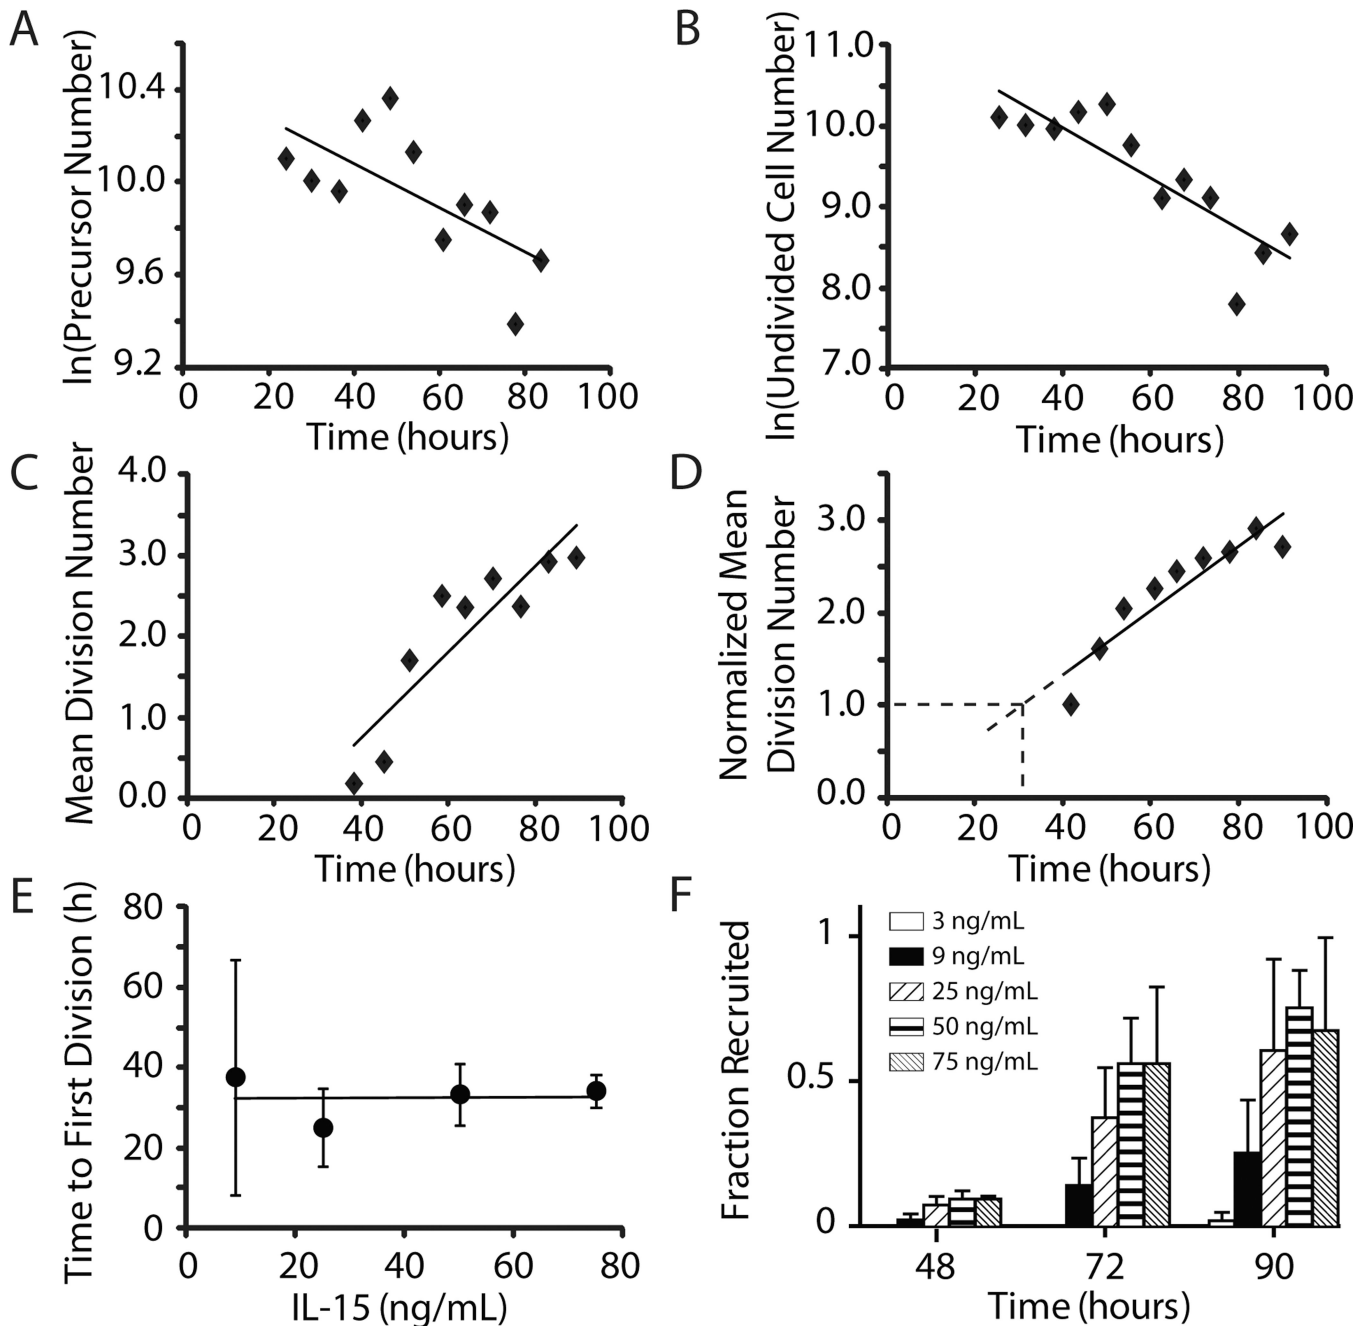 A
ln(Precursor Number)
10.4
10.0
9.6
9.2
0 20 40 60 80 100
Time (hours)
B
ln(Undivided Cell Number)
11.0
10.0
9.0
8.0
7.0
0 20 40 60 80 100
Time (hours)
C
Mean Division Number
4.0
3.0
2.0
1.0
0.0
0 20 40 60 80 100
Time (hours)
D
Normalized Mean
Division Number
3.0
2.0
1.0
0.0
0 20 40 60 80 100
Time (hours)
E
Time to First Division (h)
80
60
40
20
0
20 40 60 80
IL-15 (ng/mL)
F
Fraction Recruited
1
0.5
0
3 ng/mL
9 ng/mL
25 ng/mL
50 ng/mL
75 ng/mL
48 72 90
Time (hours)